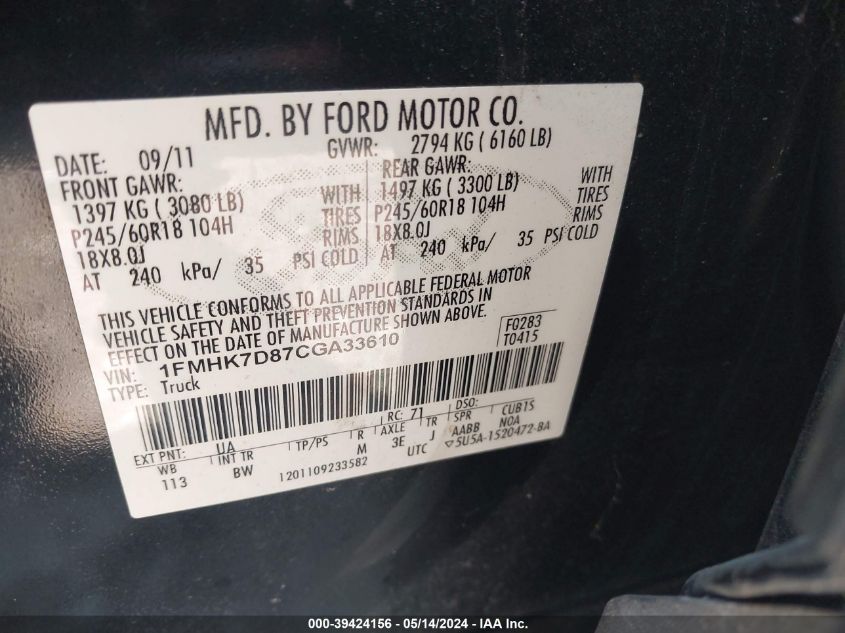 MFD. BY FORD MOTOR CO.
DATE: 09/11 GVWR: 2794 KG ( 6160 LB)
FRONT GAWR: REAR GAWR:
1397 KG ( 3080 LB) WITH 1497 KG ( 3300 LB) WITH
P245/60R18 104H TIRES P245/60R18 104H TIRES
18X8.0J RIMS 18X8.0J RIMS
AT 240 kPa/ 35 PSI COLD AT 240 kPa/ 35 PSI COLD
THIS VEHICLE CONFORMS TO ALL APPLICABLE FEDERAL MOTOR
VEHICLE SAFETY AND THEFT PREVENTION STANDARDS IN
EFFECT ON THE DATE OF MANUFACTURE SHOWN ABOVE.
VIN: 1FMHK7D87CGA33610 F0283
TYPE: Truck T0415
EXT PNT: UA RC: 71 DSO:
WB INT TR TP/PS R AXLE TR SPR CUB1S
113 BW M 3E J AABB NOA
1201109233582 UTC ▽5U5A-1520472-BA
000-39424156 / 05/14/2024 - IAA Inc.